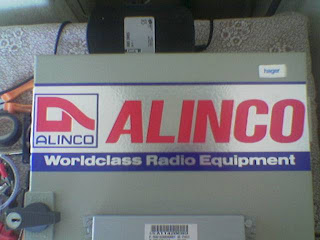 hager
ALINCO
ALINCO
Worldclass Radio Equipment